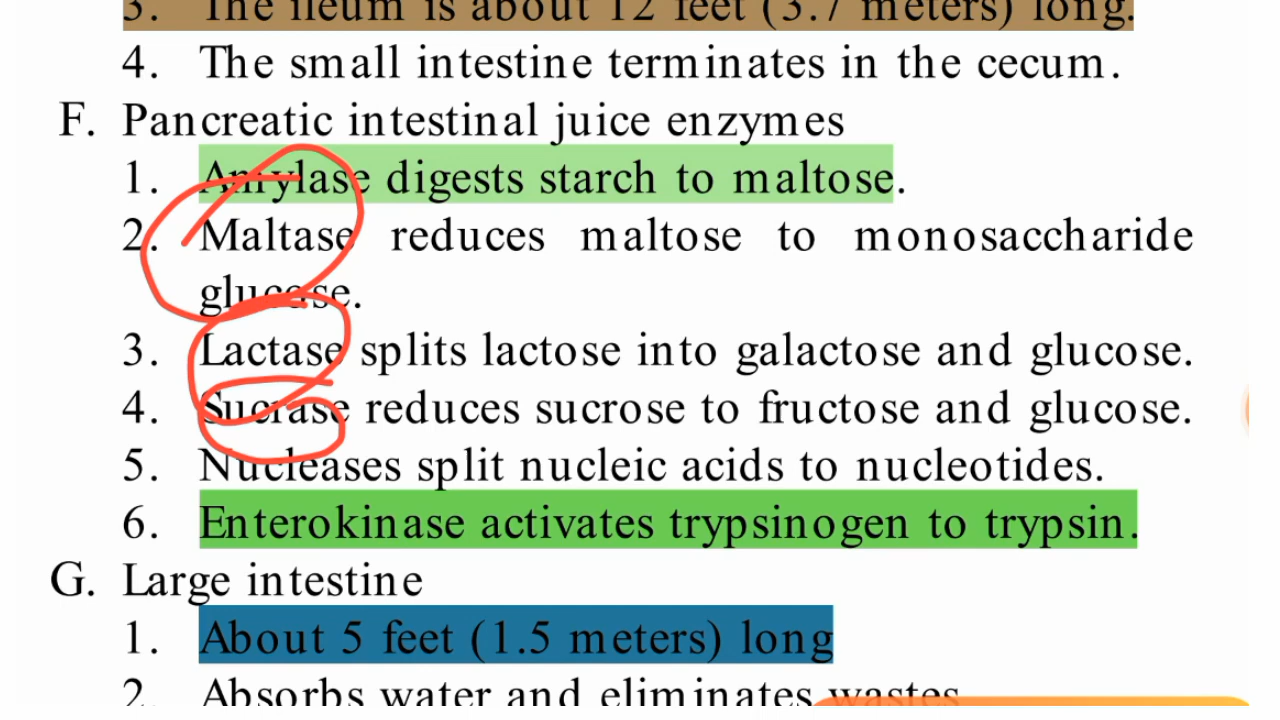 3. The ileum is about 12 feet (3.7 meters) long.
4. The small intestine terminates in the cecum.
F. Pancreatic intestinal juice enzymes
1. Amylase digests starch to maltose.
2. Maltase reduces maltose to monosaccharide
glucose.
3. Lactase splits lactose into galactose and glucose.
4. Sucrase reduces sucrose to fructose and glucose.
5. Nucleases split nucleic acids to nucleotides.
6. Enterokinase activates trypsinogen to trypsin.
G. Large intestine
1. About 5 feet (1.5 meters) long
2. Absorbs water and eliminates wastes